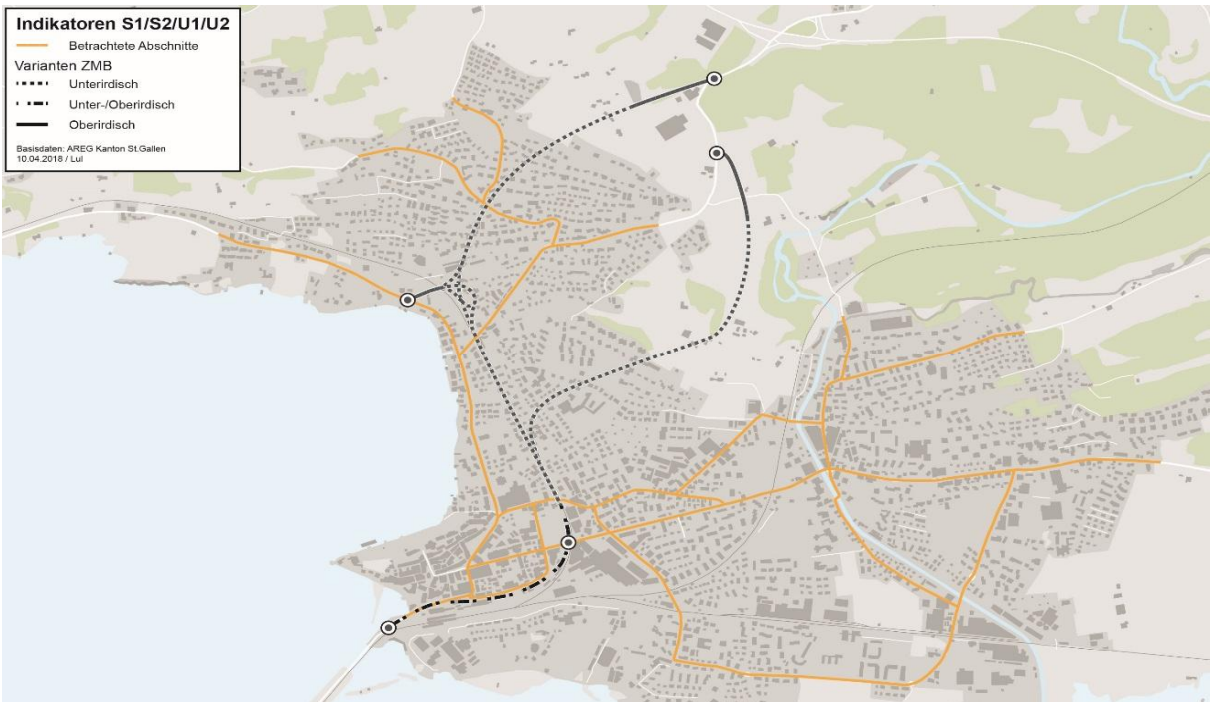 Indikatoren S1/S2/U1/U2
Betrachtete Abschnitte
Varianten ZMB
Unterirdisch
Unter-/Oberirdisch
Oberirdisch
Basisdaten: AREG Kanton St.Gallen
10.04.2018 / Lul